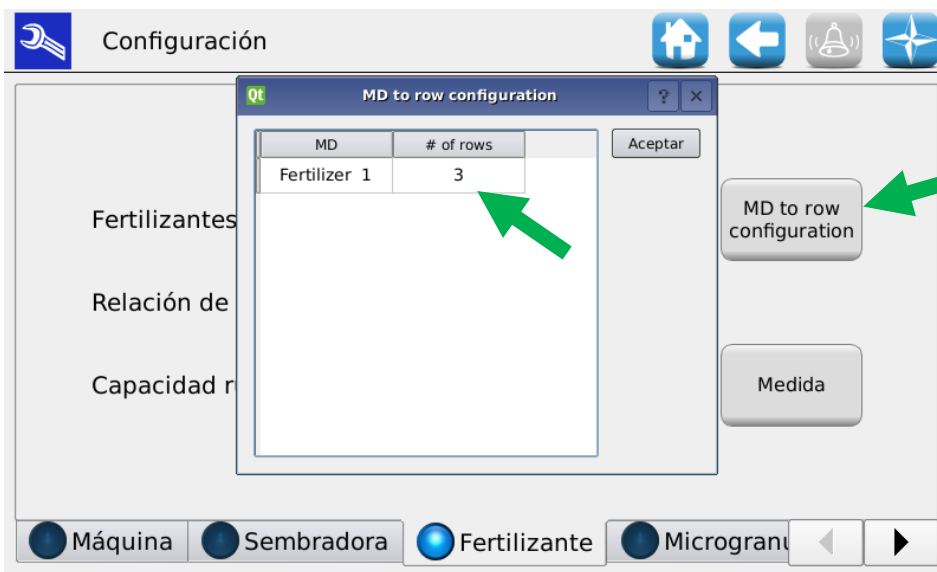 Configuración
Qt
MD to row configuration
? ×
MD # of rows
Aceptar
Fertilizer 1 3
Fertilizantes
MD to row
configuration
Relación de
Capacidad
Medida
Máquina
Sembradora
Fertilizante